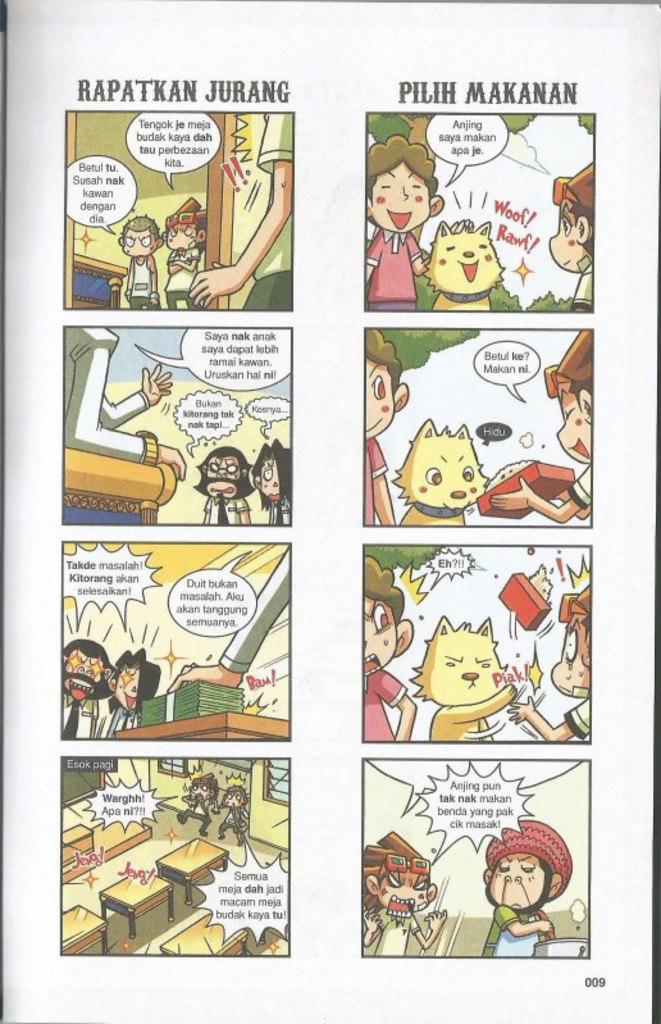 RAPATKAN JURANG
Tengok je meja
budak kaya dah
tau perbezaan
kita.
Betul tu.
Susah nak
kawan
dengan
dia.
!!
Saya nak anak
saya dapat lebih
ramai kawan.
Uruskan hal ni!
Bukan
kitorang tak
nak tapi...
Kosnya...
Takde masalah!
Kitorang akan
selesaikan!
Duit bukan
masalah. Aku
akan tanggung
semuanya.
Bam!
Esok pagi
Warghh!
Apa ni?!!
Jeng!
Jeng!
Semua
meja dah jadi
macam meja
budak kaya tu!
PILIH MAKANAN
Anjing
saya makan
apa je.
Woof!
Rawf!
Betul ke?
Makan ni.
Hidu
Eh?!!
!
Piak!
Anjing pun
tak nak makan
benda yang pak
cik masak!
009